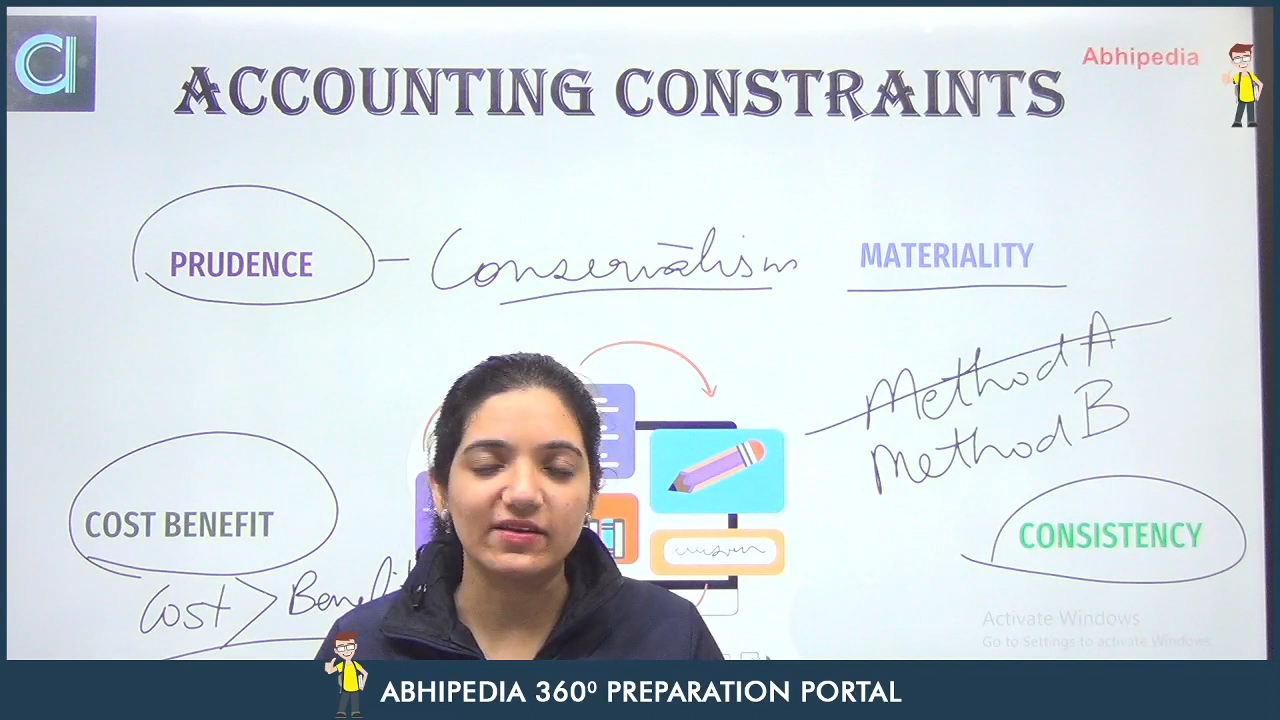 Abhipedia
ACCOUNTING CONSTRAINTS
PRUDENCE - Conservatism
MATERIALITY
Method A
Method B
COST BENEFIT
CONSISTENCY
Cost > Benefit
Activate Windows
Go to Settings to activate Windows.
ABHIPEDIA 360⁰ PREPARATION PORTAL